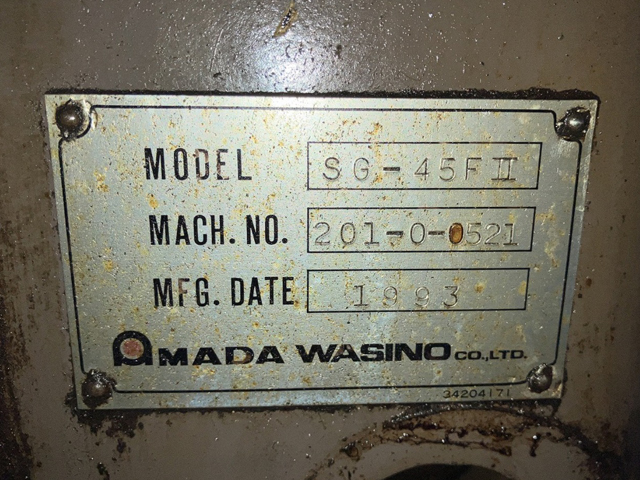 MODEL SG-45FII
MACH. NO. 201-0-0521
MFG. DATE 1993
AMADA WASINO CO.,LTD.
34204171